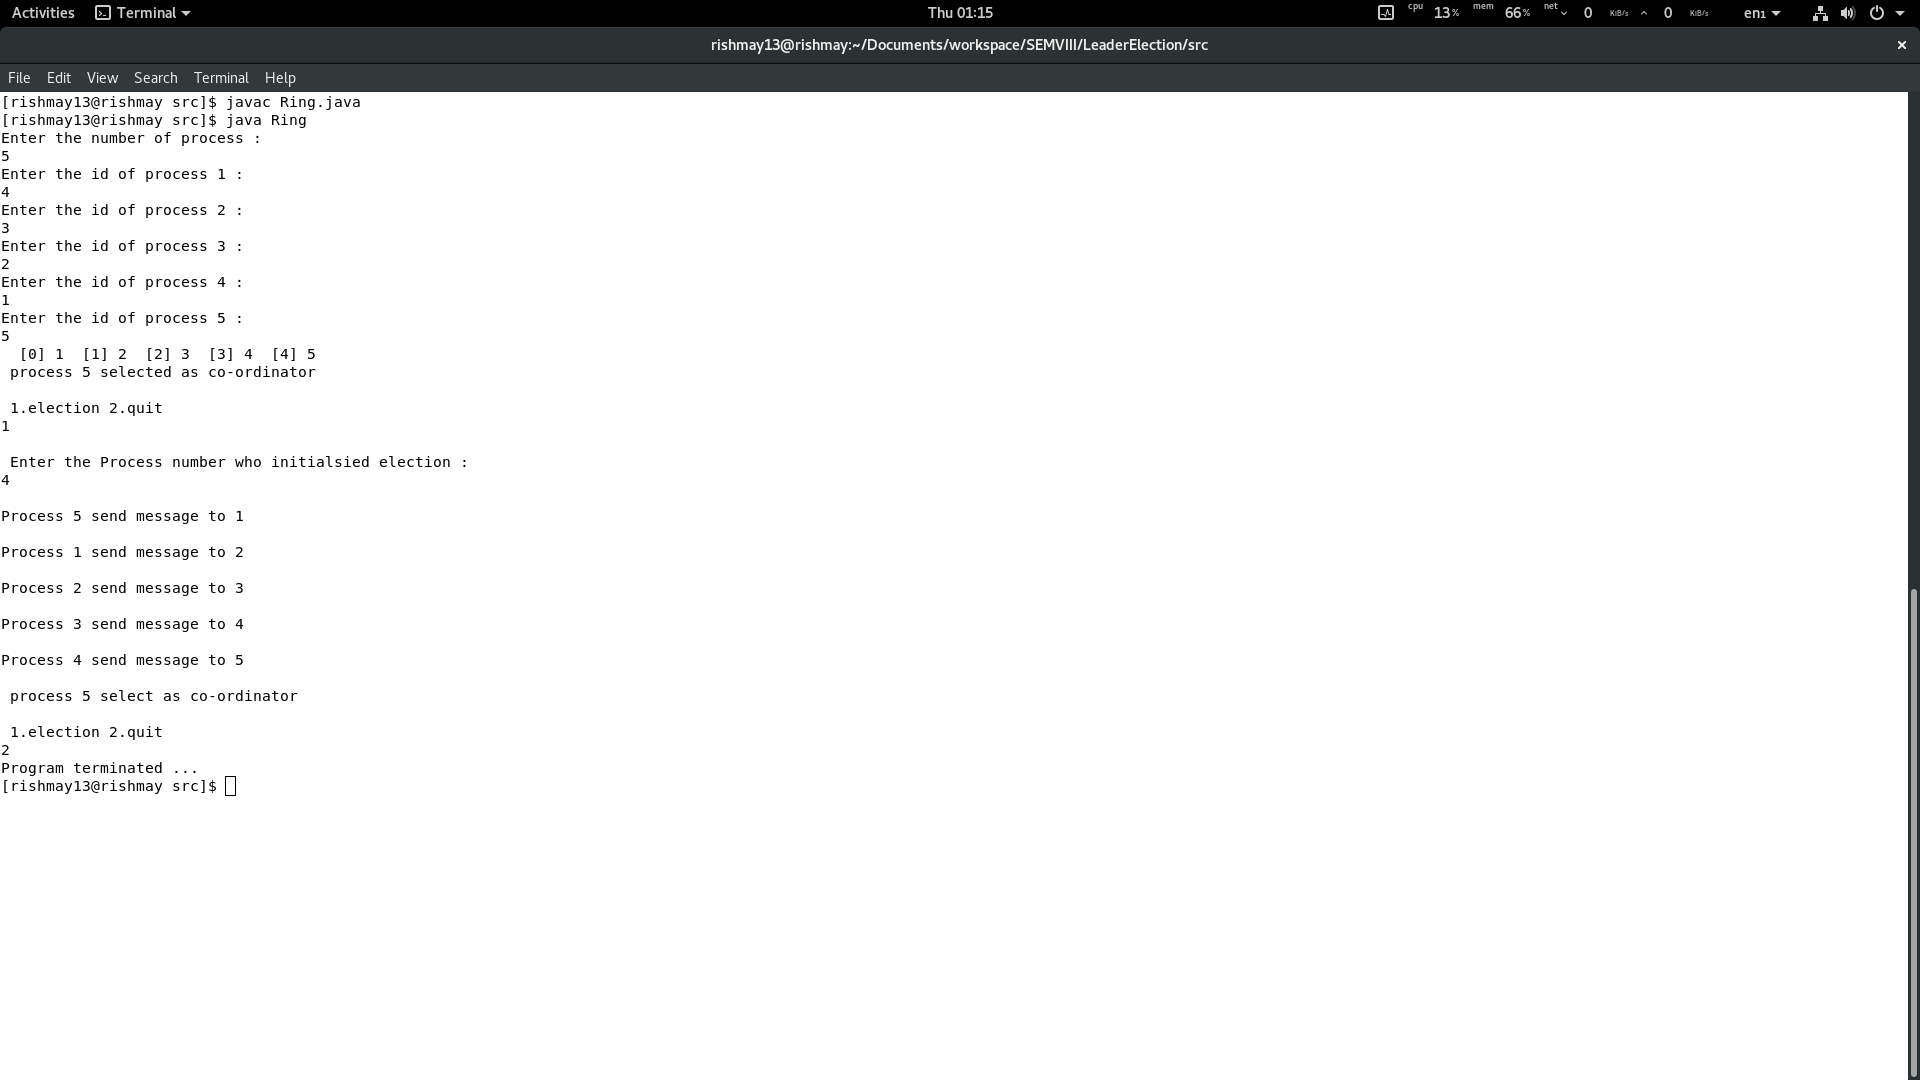 Activities Terminal Thu 01:15 cpu 13% mem 66% net 0 KiB/s 0 KiB/s en1
rishmay13@rishmay:~/Documents/workspace/SEMVIII/LeaderElection/src ×
File Edit View Search Terminal Help
[rishmay13@rishmay src]$ javac Ring.java
[rishmay13@rishmay src]$ java Ring
Enter the number of process :
5
Enter the id of process 1 :
4
Enter the id of process 2 :
3
Enter the id of process 3 :
2
Enter the id of process 4 :
1
Enter the id of process 5 :
5
  [0] 1  [1] 2  [2] 3  [3] 4  [4] 5
 process 5 selected as co-ordinator
 1.election 2.quit
1
 Enter the Process number who initialsied election :
4
Process 5 send message to 1
Process 1 send message to 2
Process 2 send message to 3
Process 3 send message to 4
Process 4 send message to 5
 process 5 select as co-ordinator
 1.election 2.quit
2
Program terminated ...
[rishmay13@rishmay src]$